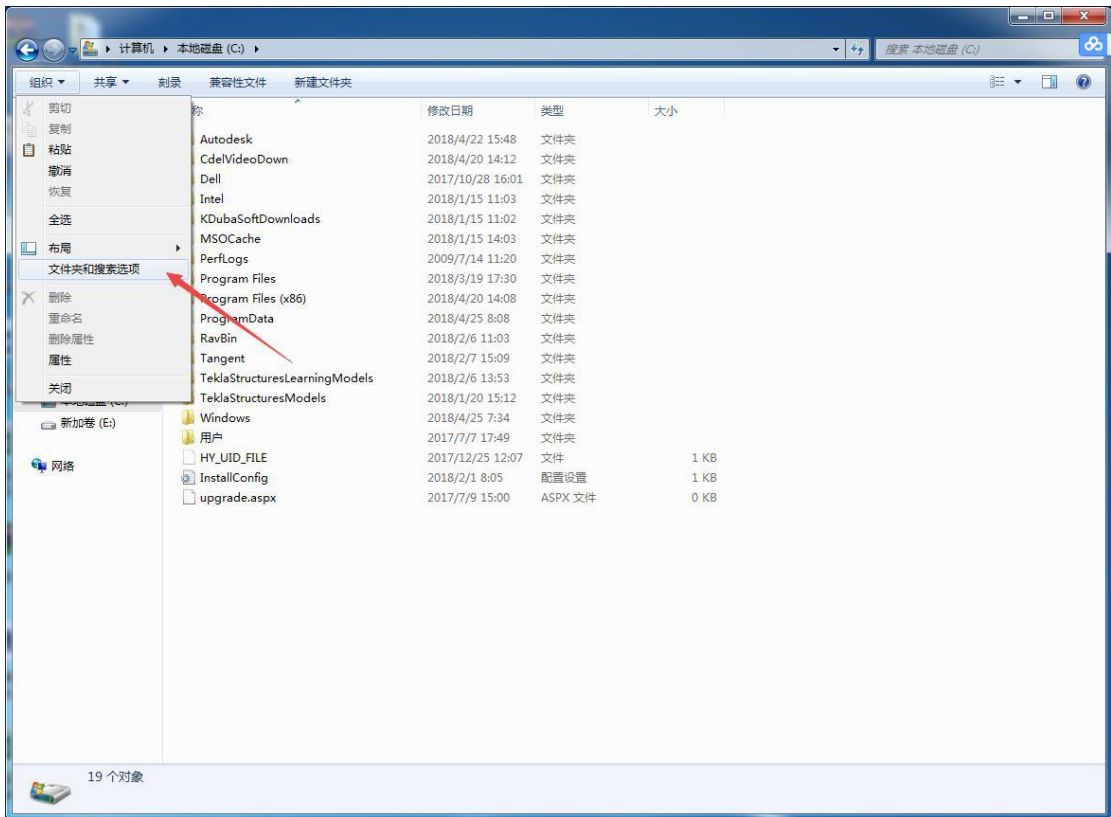 计算机 本地磁盘 (C:) 搜索 本地磁盘 (C:)
组织 共享 刻录 兼容性文件 新建文件夹
剪切
复制
粘贴
撤消
恢复
全选
布局
文件夹和搜索选项
删除
重命名
删除属性
属性
关闭
新加卷 (E:)
网络
称 修改日期 类型 大小
Autodesk 2018/4/22 15:48 文件夹
CdelVideoDown 2018/4/20 14:12 文件夹
Dell 2017/10/28 16:01 文件夹
Intel 2018/1/15 11:03 文件夹
KDubaSoftDownloads 2018/1/15 11:02 文件夹
MSOCache 2018/1/15 14:03 文件夹
PerfLogs 2009/7/14 11:20 文件夹
Program Files 2018/3/19 17:30 文件夹
Program Files (x86) 2018/4/20 14:08 文件夹
ProgramData 2018/4/25 8:08 文件夹
RavBin 2018/2/6 11:03 文件夹
Tangent 2018/2/7 15:09 文件夹
TeklaStructuresLearningModels 2018/2/6 13:53 文件夹
TeklaStructuresModels 2018/1/20 15:12 文件夹
Windows 2018/4/25 7:34 文件夹
用户 2017/7/7 17:49 文件夹
HY_UID_FILE 2017/12/25 12:07 文件 1 KB
InstallConfig 2018/2/1 8:05 配置设置 1 KB
upgrade.aspx 2017/7/9 15:00 ASPX 文件 0 KB
19 个对象